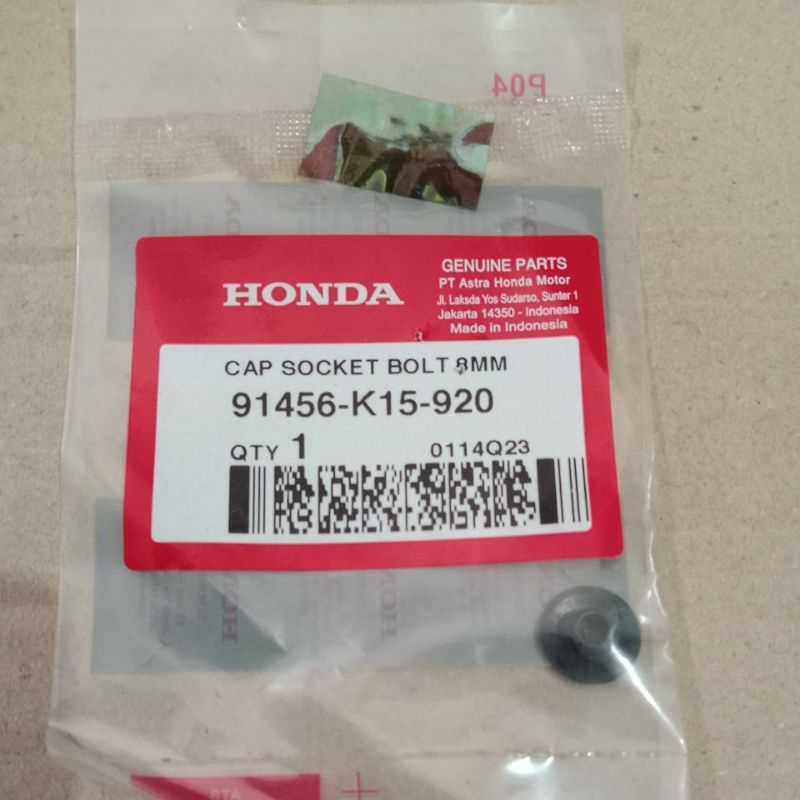 P04
HONDA
GENUINE PARTS
PT Astra Honda Motor
Jl. Laksda Yos Sudarso, Sunter 1
Jakarta 14350 - Indonesia
Made in Indonesia
CAP SOCKET BOLT 8MM
91456-K15-920
QTY 1
0114Q23